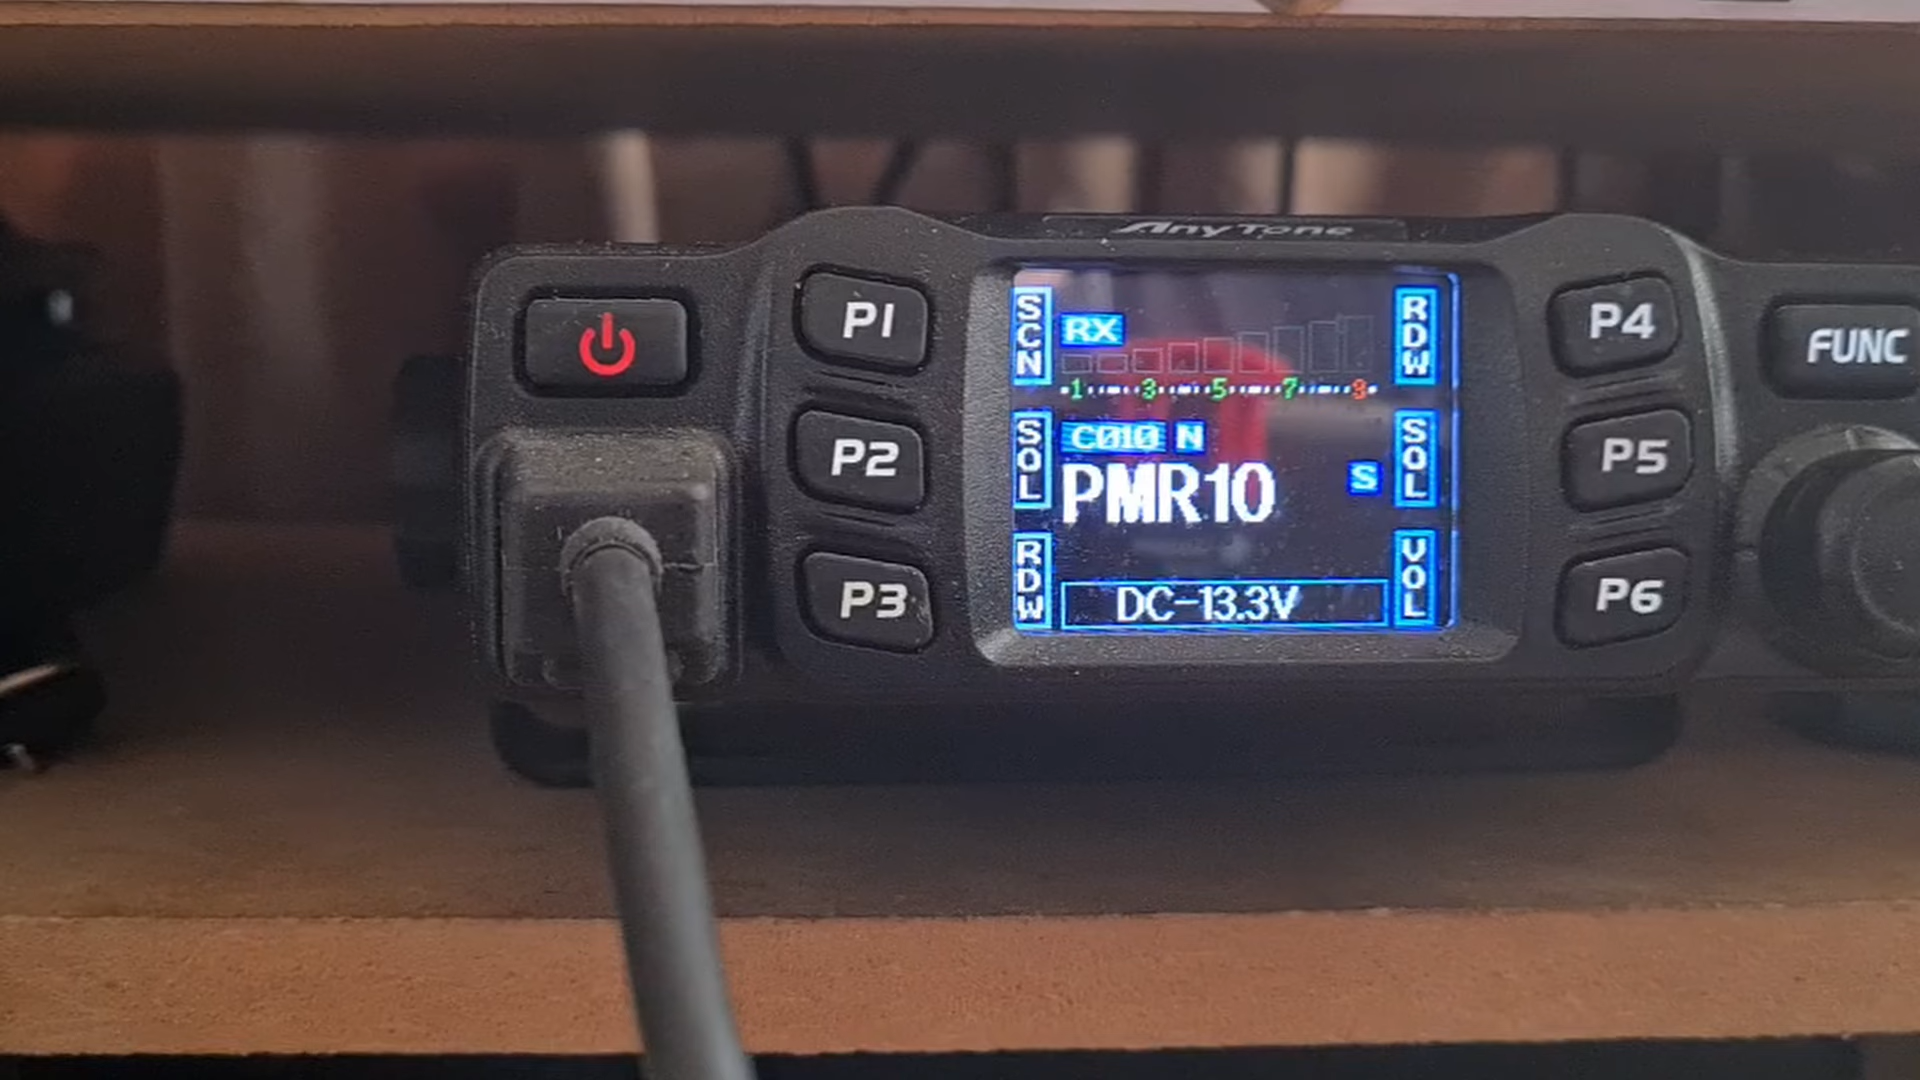 AnyTone
P1
P2
P3
SCN
SQL
RDW
RX
1 3 5 7 9
C010 N
PMR10
S
DC-13.3V
RDW
SQL
VOL
P4
P5
P6
FUNC